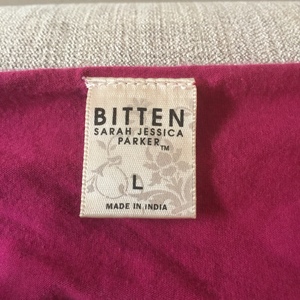 BITTEN
SARAH JESSICA
PARKER™
L
MADE IN INDIA